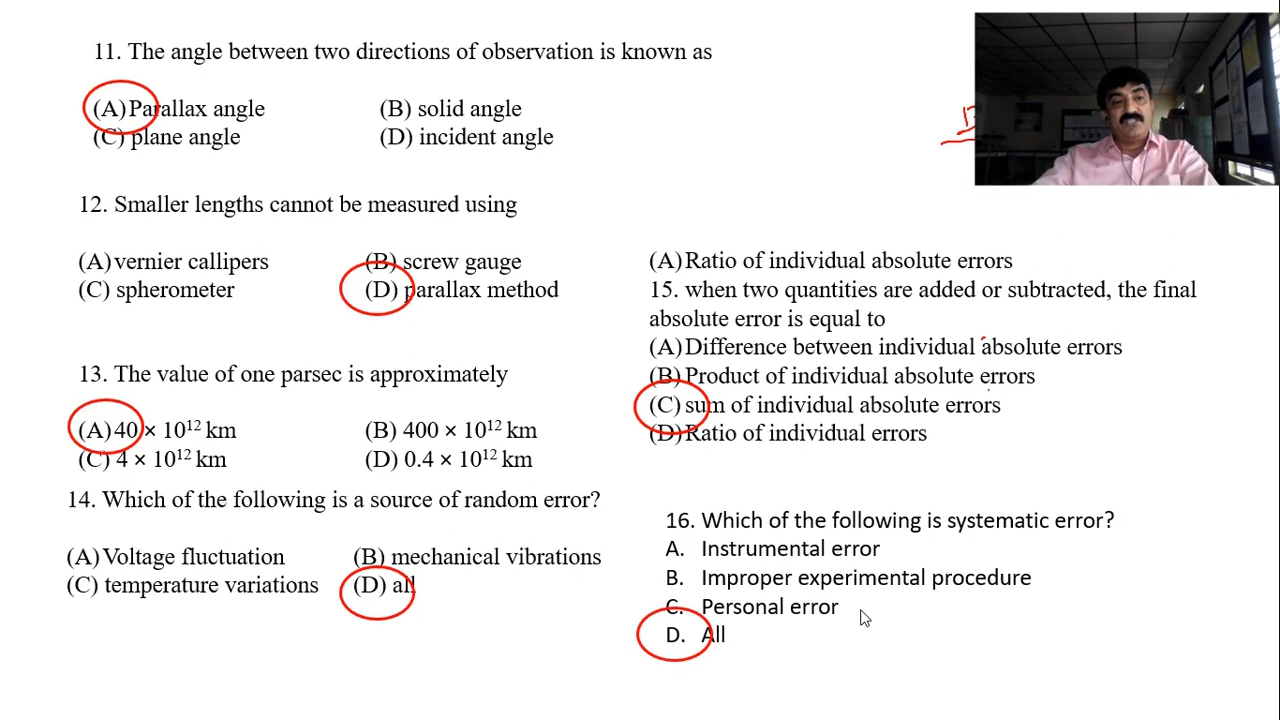 11. The angle between two directions of observation is known as
(A)Parallax angle (B) solid angle
(C) plane angle (D) incident angle
12. Smaller lengths cannot be measured using
(A)vernier callipers (B) screw gauge
(C) spherometer (D) parallax method
13. The value of one parsec is approximately
(A)40 × 10¹² km (B) 400 × 10¹² km
(C) 4 × 10¹² km (D) 0.4 × 10¹² km
14. Which of the following is a source of random error?
(A)Voltage fluctuation (B) mechanical vibrations
(C) temperature variations (D) all
(A)Ratio of individual absolute errors
15. when two quantities are added or subtracted, the final
absolute error is equal to
(A)Difference between individual absolute errors
(B)Product of individual absolute errors
(C) sum of individual absolute errors
(D)Ratio of individual errors
16. Which of the following is systematic error?
A. Instrumental error
B. Improper experimental procedure
C. Personal error
D. All